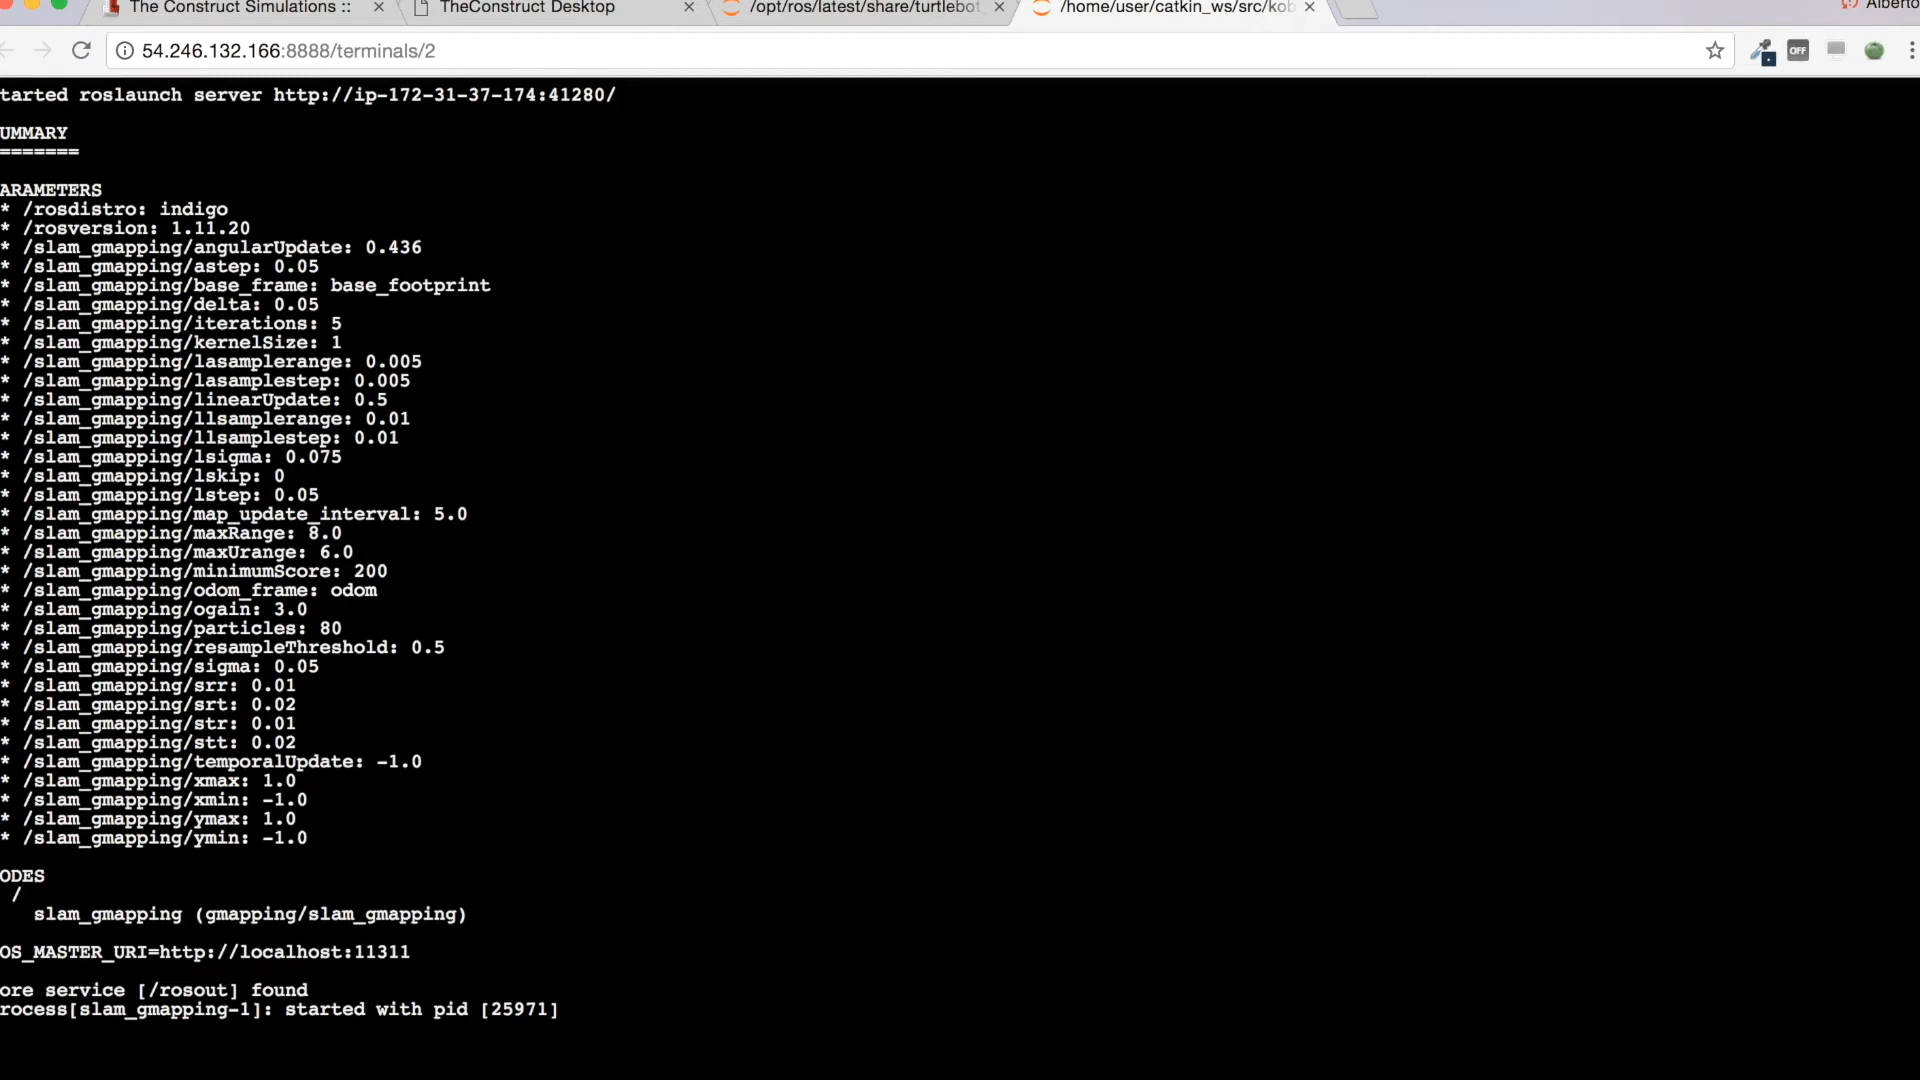 The Construct Simulations ::
TheConstruct Desktop
/opt/ros/latest/share/turtlebot_
/home/user/catkin_ws/src/kob
Alberto
54.246.132.166:8888/terminals/2
OFF
tarted roslaunch server http://ip-172-31-37-174:41280/
UMMARY
=======
ARAMETERS
* /rosdistro: indigo
* /rosversion: 1.11.20
* /slam_gmapping/angularUpdate: 0.436
* /slam_gmapping/astep: 0.05
* /slam_gmapping/base_frame: base_footprint
* /slam_gmapping/delta: 0.05
* /slam_gmapping/iterations: 5
* /slam_gmapping/kernelSize: 1
* /slam_gmapping/lasamplerange: 0.005
* /slam_gmapping/lasamplestep: 0.005
* /slam_gmapping/linearUpdate: 0.5
* /slam_gmapping/llsamplerange: 0.01
* /slam_gmapping/llsamplestep: 0.01
* /slam_gmapping/lsigma: 0.075
* /slam_gmapping/lskip: 0
* /slam_gmapping/lstep: 0.05
* /slam_gmapping/map_update_interval: 5.0
* /slam_gmapping/maxRange: 8.0
* /slam_gmapping/maxUrange: 6.0
* /slam_gmapping/minimumScore: 200
* /slam_gmapping/odom_frame: odom
* /slam_gmapping/ogain: 3.0
* /slam_gmapping/particles: 80
* /slam_gmapping/resampleThreshold: 0.5
* /slam_gmapping/sigma: 0.05
* /slam_gmapping/srr: 0.01
* /slam_gmapping/srt: 0.02
* /slam_gmapping/str: 0.01
* /slam_gmapping/stt: 0.02
* /slam_gmapping/temporalUpdate: -1.0
* /slam_gmapping/xmax: 1.0
* /slam_gmapping/xmin: -1.0
* /slam_gmapping/ymax: 1.0
* /slam_gmapping/ymin: -1.0
ODES
/
slam_gmapping (gmapping/slam_gmapping)
OS_MASTER_URI=http://localhost:11311
ore service [/rosout] found
rocess[slam_gmapping-1]: started with pid [25971]